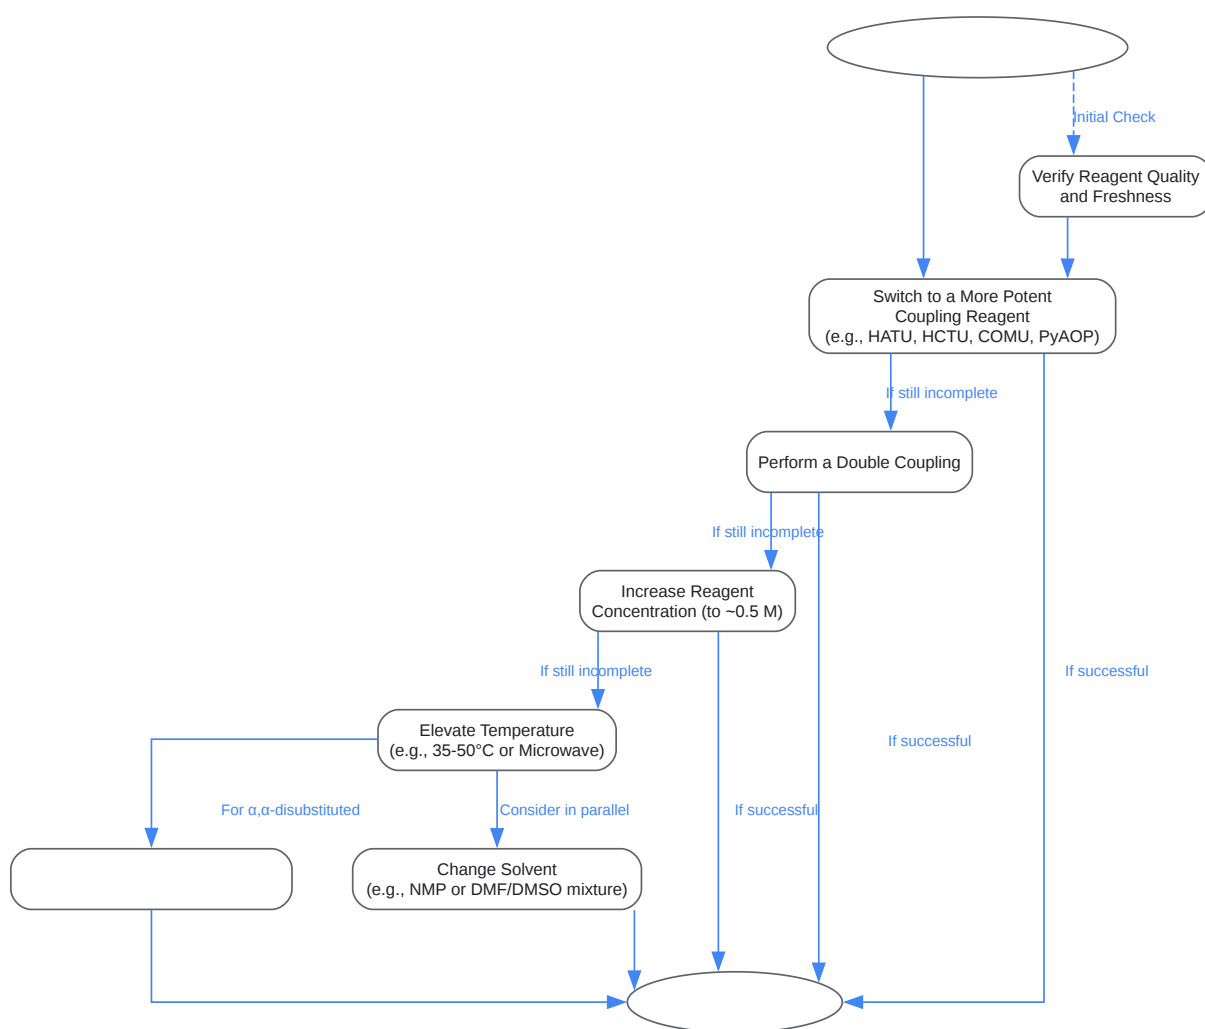 Initial Check
Verify Reagent Quality
and Freshness
Switch to a More Potent
Coupling Reagent
(e.g., HATU, HCTU, COMU, PyAOP)
If still incomplete
Perform a Double Coupling
If still incomplete
Increase Reagent
Concentration (to ~0.5 M)
If still incomplete
If successful
Elevate Temperature
(e.g., 35-50°C or Microwave)
If successful
For α,α-disubstituted
Consider in parallel
If successful
Change Solvent
(e.g., NMP or DMF/DMSO mixture)